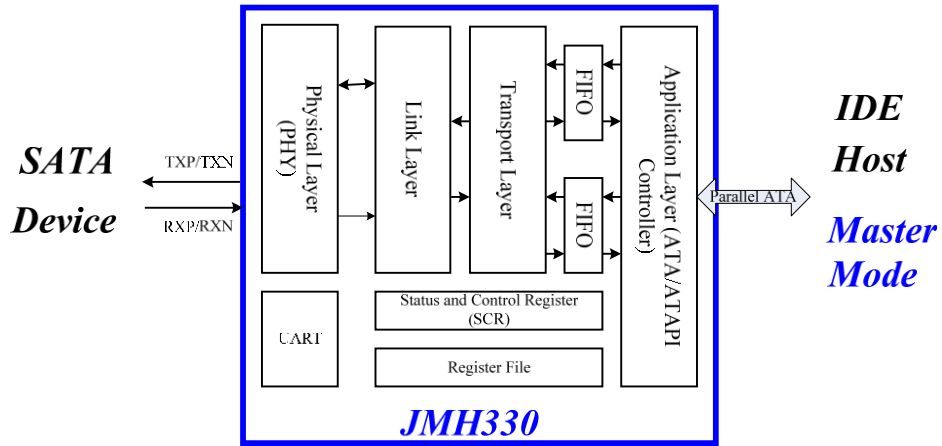 SATA
Device
TXP/TXN
RXP/RXN
Physical Layer
(PHY)
Link Layer
Transport Layer
FIFO
FIFO
Application Layer (ATA/ATAPI
Controller)
Parallel ATA
IDE
Host
Master
Mode
UART
Status and Control Register
(SCR)
Register File
JMH330